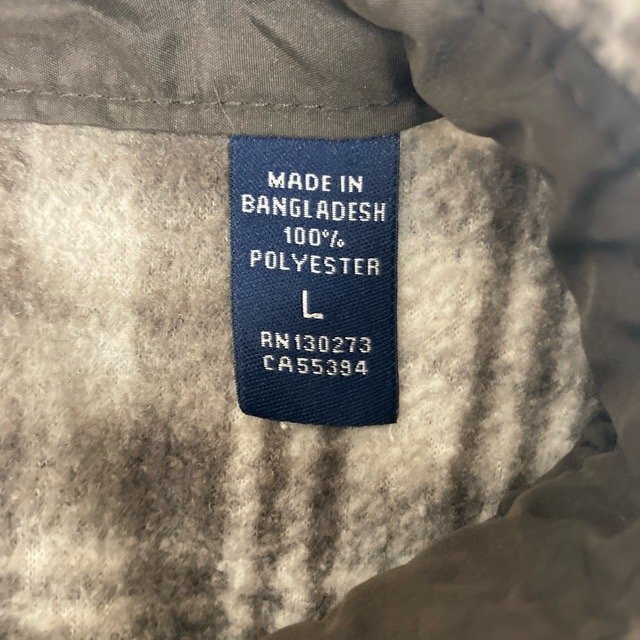 MADE IN
BANGLADESH
100%
POLYESTER
L
RN130273
CA55394